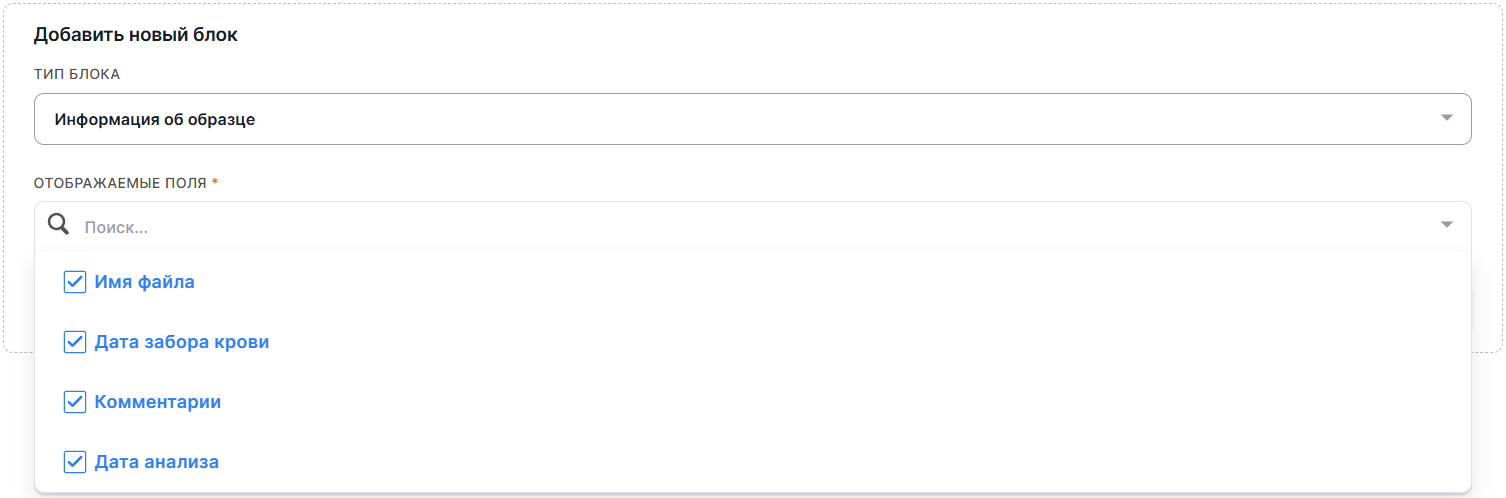 Добавить новый блок
ТИП БЛОКА
Информация об образце
ОТОБРАЖАЕМЫЕ ПОЛЯ *
Поиск...
Имя файла
Дата забора крови
Комментарии
Дата анализа